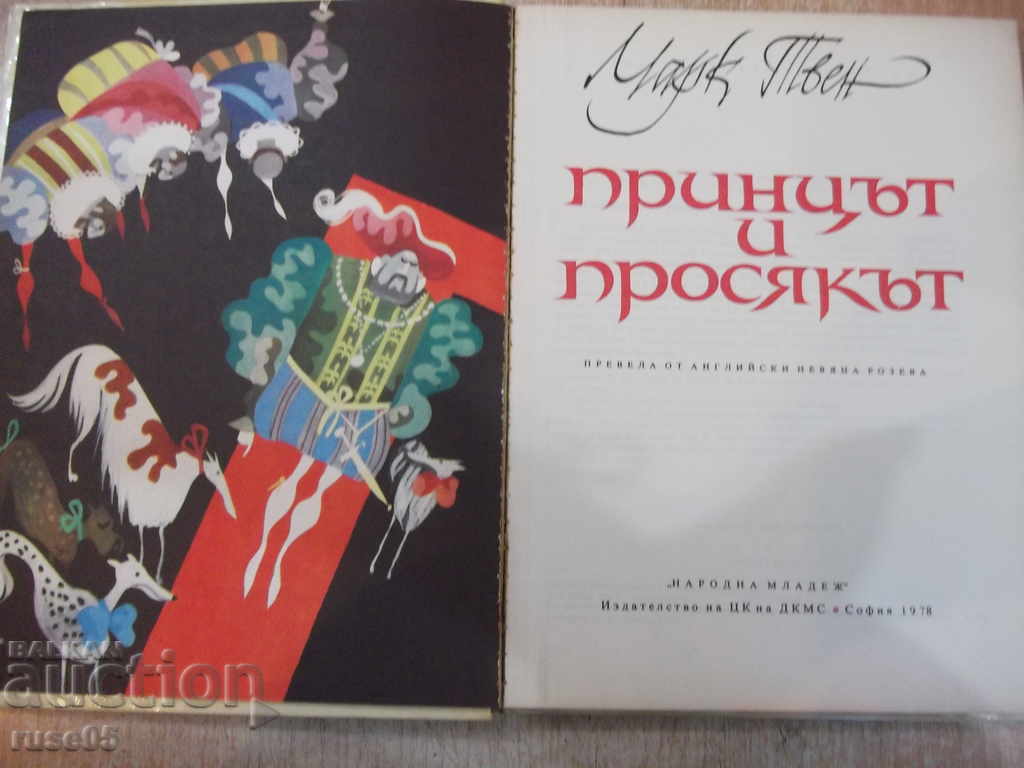 Марк Твен
принцът
и
просякът
ПРЕВЕЛА ОТ АНГЛИЙСКИ НЕВЯНА РОЗЕВА
„НАРОДНА МЛАДЕЖ“
Издателство на ЦК на ДКМС • София 1978
BALKAN
auction
ruse05